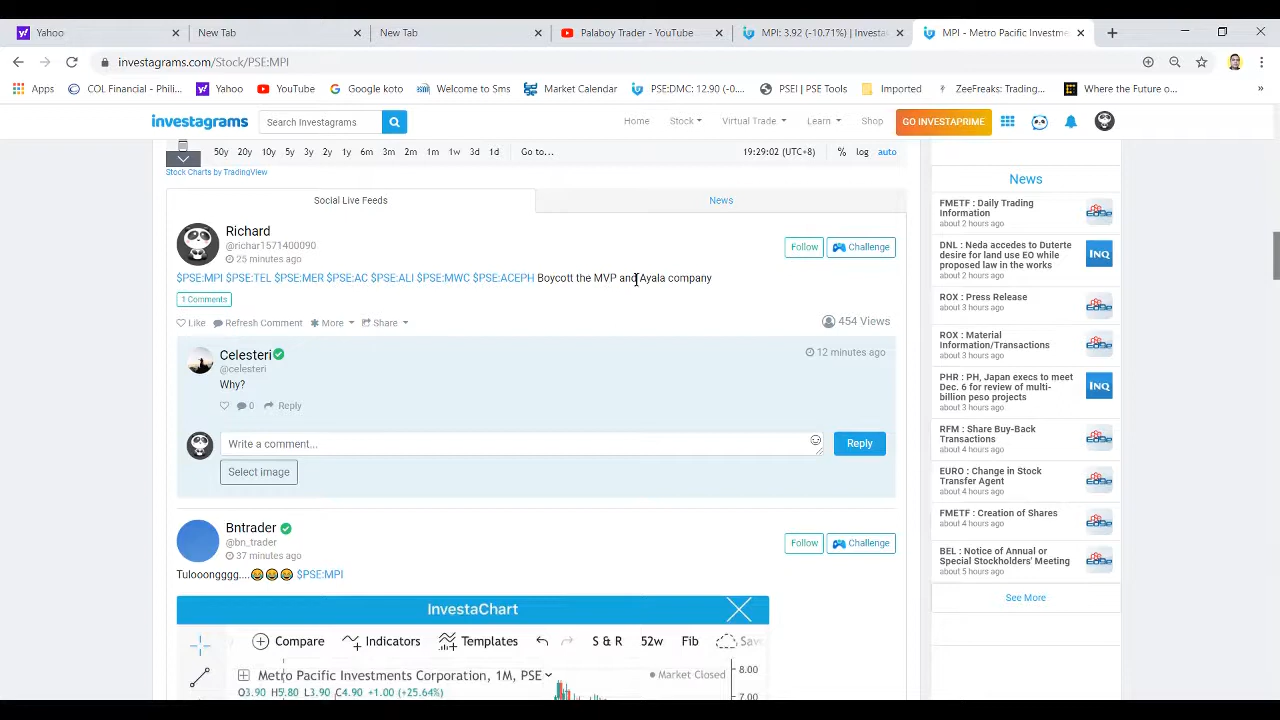 Yahoo New Tab New Tab Palaboy Trader - YouTube MPI: 3.92 (-10.71%) | Investa MPI - Metro Pacific Investme
investagrams.com/Stock/PSE:MPI
Apps COL Financial - Phili... Yahoo YouTube Google koto Welcome to Sms Market Calendar PSE:DMC: 12.90 (-0... PSEI |PSE Tools Imported ZeeFreaks: Trading... Where the Future o... »
investagrams Search Investagrams Home Stock Virtual Trade Learn Shop GO INVESTAPRIME
50y 20y 10y 5y 3y 2y 1y 6m 3m 2m 1m 1w 3d 1d Go to... 19:29:02 (UTC+8) % log auto
Stock Charts by TradingView
Social Live Feeds News
Richard
@richar1571400090
25 minutes ago
Follow Challenge
$PSE:MPI $PSE:TEL $PSE:MER $PSE:AC $PSE:ALI $PSE:MWC $PSE:ACEPH Boycott the MVP and Ayala company
1 Comments
Like Refresh Comment More Share 454 Views
Celesteri 12 minutes ago
@celesteri
Why?
0 Reply
Write a comment... Reply
Select image
Bntrader
@bn_trader
37 minutes ago
Follow Challenge
Tulooongggg....😂😂😂 $PSE:MPI
InvestaChart
Compare Indicators Templates S & R 52w Fib Save
Metro Pacific Investments Corporation, 1M, PSE Market Closed 8.00
O3.90 H5.80 L3.90 C4.90 +1.00 (+25.64%) 7.00
News
FMETF : Daily Trading
Information
about 2 hours ago
EDGE
DNL : Neda accedes to Duterte
desire for land use EO while
proposed law in the works
about 2 hours ago
INQ
ROX : Press Release
about 3 hours ago
EDGE
ROX : Material
Information/Transactions
about 3 hours ago
EDGE
PHR : PH, Japan execs to meet
Dec. 6 for review of multi-
billion peso projects
about 3 hours ago
INQ
RFM : Share Buy-Back
Transactions
about 4 hours ago
EDGE
EURO : Change in Stock
Transfer Agent
about 4 hours ago
EDGE
FMETF : Creation of Shares
about 4 hours ago
EDGE
BEL : Notice of Annual or
Special Stockholders' Meeting
about 5 hours ago
EDGE
See More